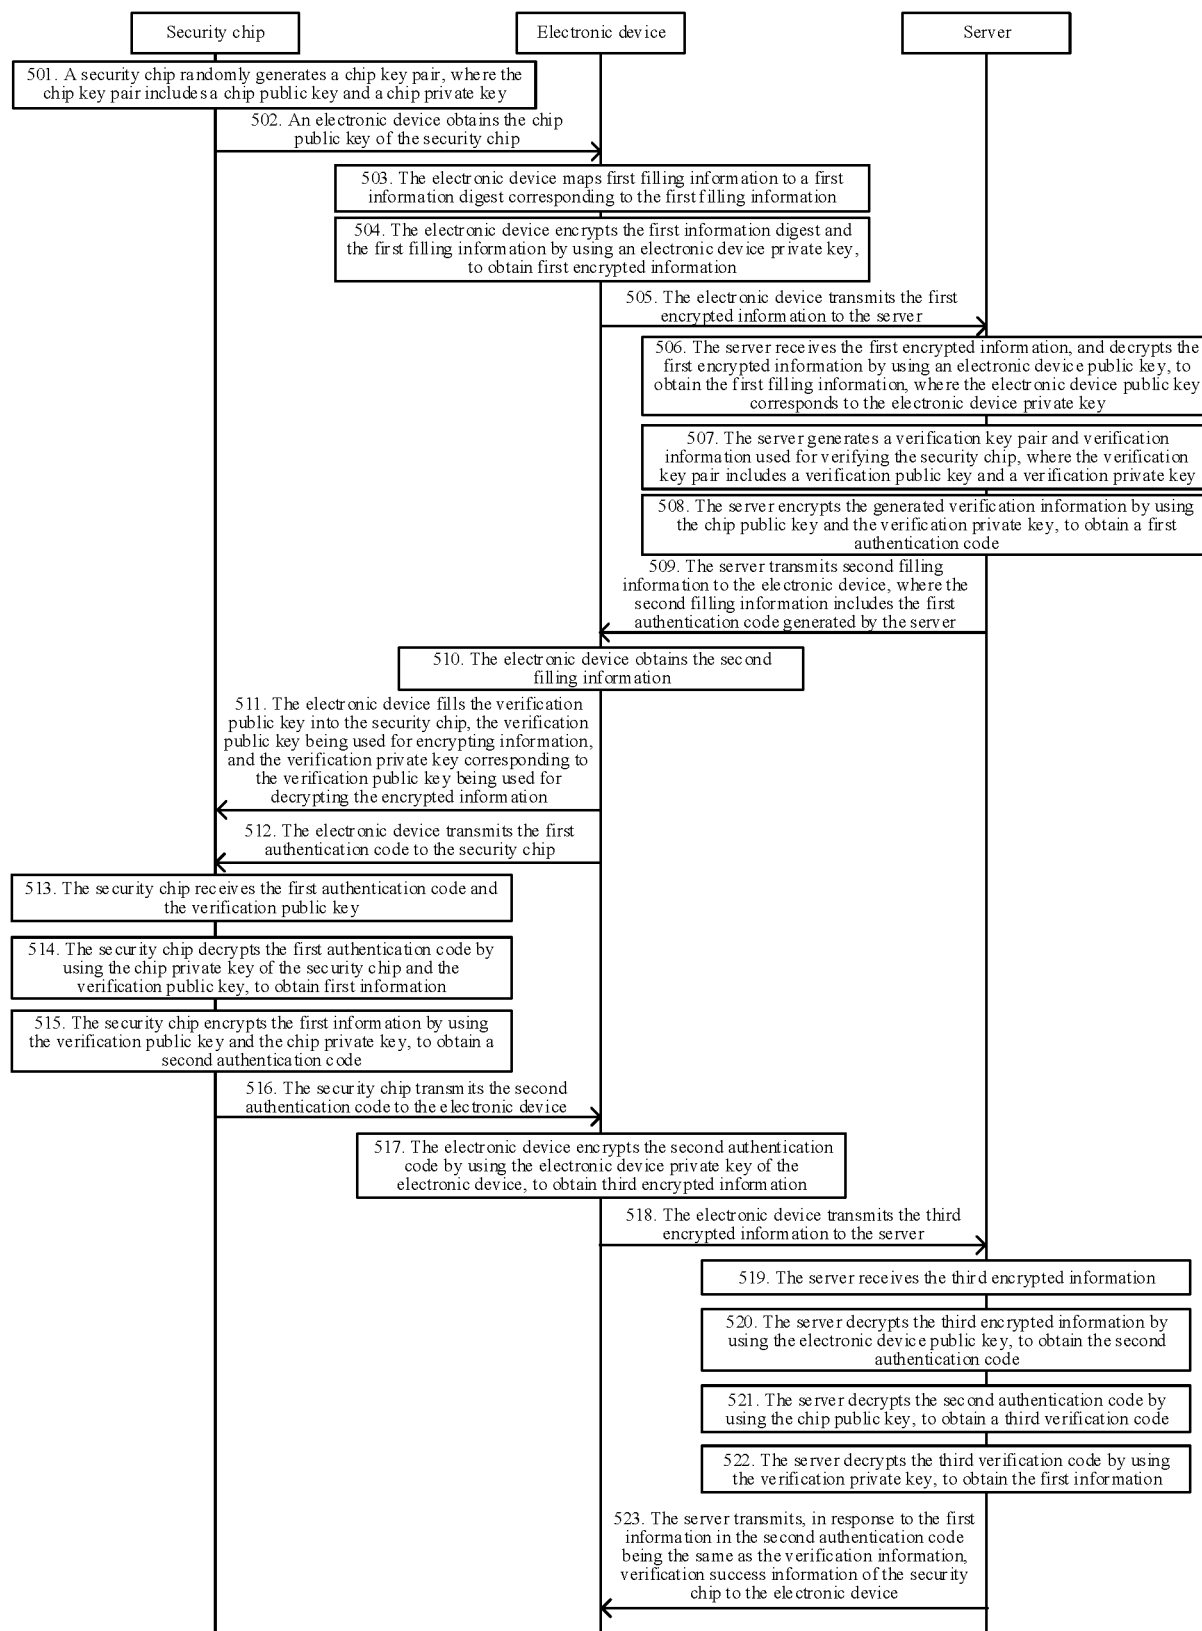 Security chip
Electronic device
Server
501. A security chip randomly generates a chip key pair, where the
chip key pair includes a chip public key and a chip private key
502. An electronic device obtains the chip
public key of the security chip
503. The electronic device maps first filling information to a first
information digest corresponding to the first filling information
504. The electronic device encrypts the first information digest and
the first filling information by using an electronic device private key,
to obtain first encrypted information
505. The electronic device transmits the first
encrypted information to the server
506. The server receives the first encrypted information, and decrypts the
first encrypted information by using an electronic device public key, to
obtain the first filling information, where the electronic device public key
corresponds to the electronic device private key
507. The server generates a verification key pair and verification
information used for verifying the security chip, where the verification
key pair includes a verification public key and a verification private key
508. The server encrypts the generated verification information by using
the chip public key and the verification private key, to obtain a first
authentication code
509. The server transmits second filling
information to the electronic device, where the
second filling information includes the first
authentication code generated by the server
510. The electronic device obtains the second
filling information
511. The electronic device fills the verification
public key into the security chip, the verification
public key being used for encrypting information,
and the verification private key corresponding to
the verification public key being used for
decrypting the encrypted information
512. The electronic device transmits the first
authentication code to the security chip
513. The security chip receives the first authentication code and
the verification public key
514. The security chip decrypts the first authentication code by
using the chip private key of the security chip and the
verification public key, to obtain first information
515. The security chip encrypts the first information by using
the verification public key and the chip private key, to obtain a
second authentication code
516. The security chip transmits the second
authentication code to the electronic device
517. The electronic device encrypts the second authentication
code by using the electronic device private key of the
electronic device, to obtain third encrypted information
518. The electronic device transmits the third
encrypted information to the server
519. The server receives the third encrypted information
520. The server decrypts the third encrypted information by
using the electronic device public key, to obtain the second
authentication code
521. The server decrypts the second authentication code by
using the chip public key, to obtain a third verification code
522. The server decrypts the third verification code by using
the verification private key, to obtain the first information
523. The server transmits, in response to the first
information in the second authentication code
being the same as the verification information,
verification success information of the security
chip to the electronic device